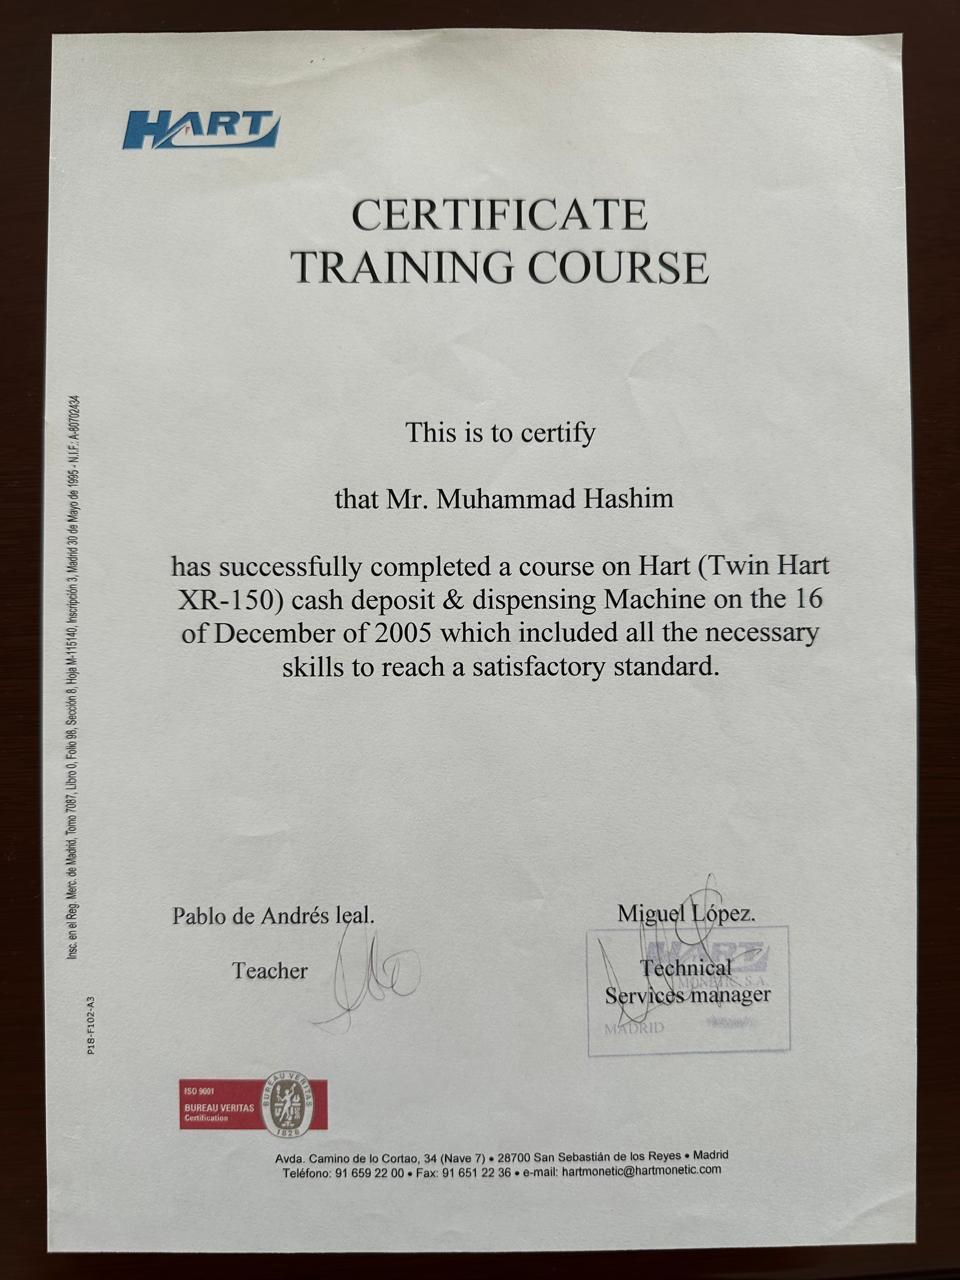 HART
CERTIFICATE
TRAINING COURSE
This is to certify
that Mr. Muhammad Hashim
has successfully completed a course on Hart (Twin Hart
XR-150) cash deposit & dispensing Machine on the 16
of December of 2005 which included all the necessary
skills to reach a satisfactory standard.
Pablo de Andrés leal.
Teacher
Miguel López.
HART
Technical
MONETIC, S.A.
Services manager
MADRID
Insc. en el Reg. Merc. de Madrid, Tomo 7087, Libro 0, Folio 98, Sección 8, Hoja M-115140, Inscripción 3, Madrid 30 de Mayo de 1995 - N.I.F.: A-80702434
P18-F102-A3
ISO 9001
BUREAU VERITAS
Certification
BUREAU VERITAS
1828
Avda. Camino de lo Cortao, 34 (Nave 7) • 28700 San Sebastián de los Reyes • Madrid
Teléfono: 91 659 22 00 • Fax: 91 651 22 36 • e-mail: hartmonetic@hartmonetic.com